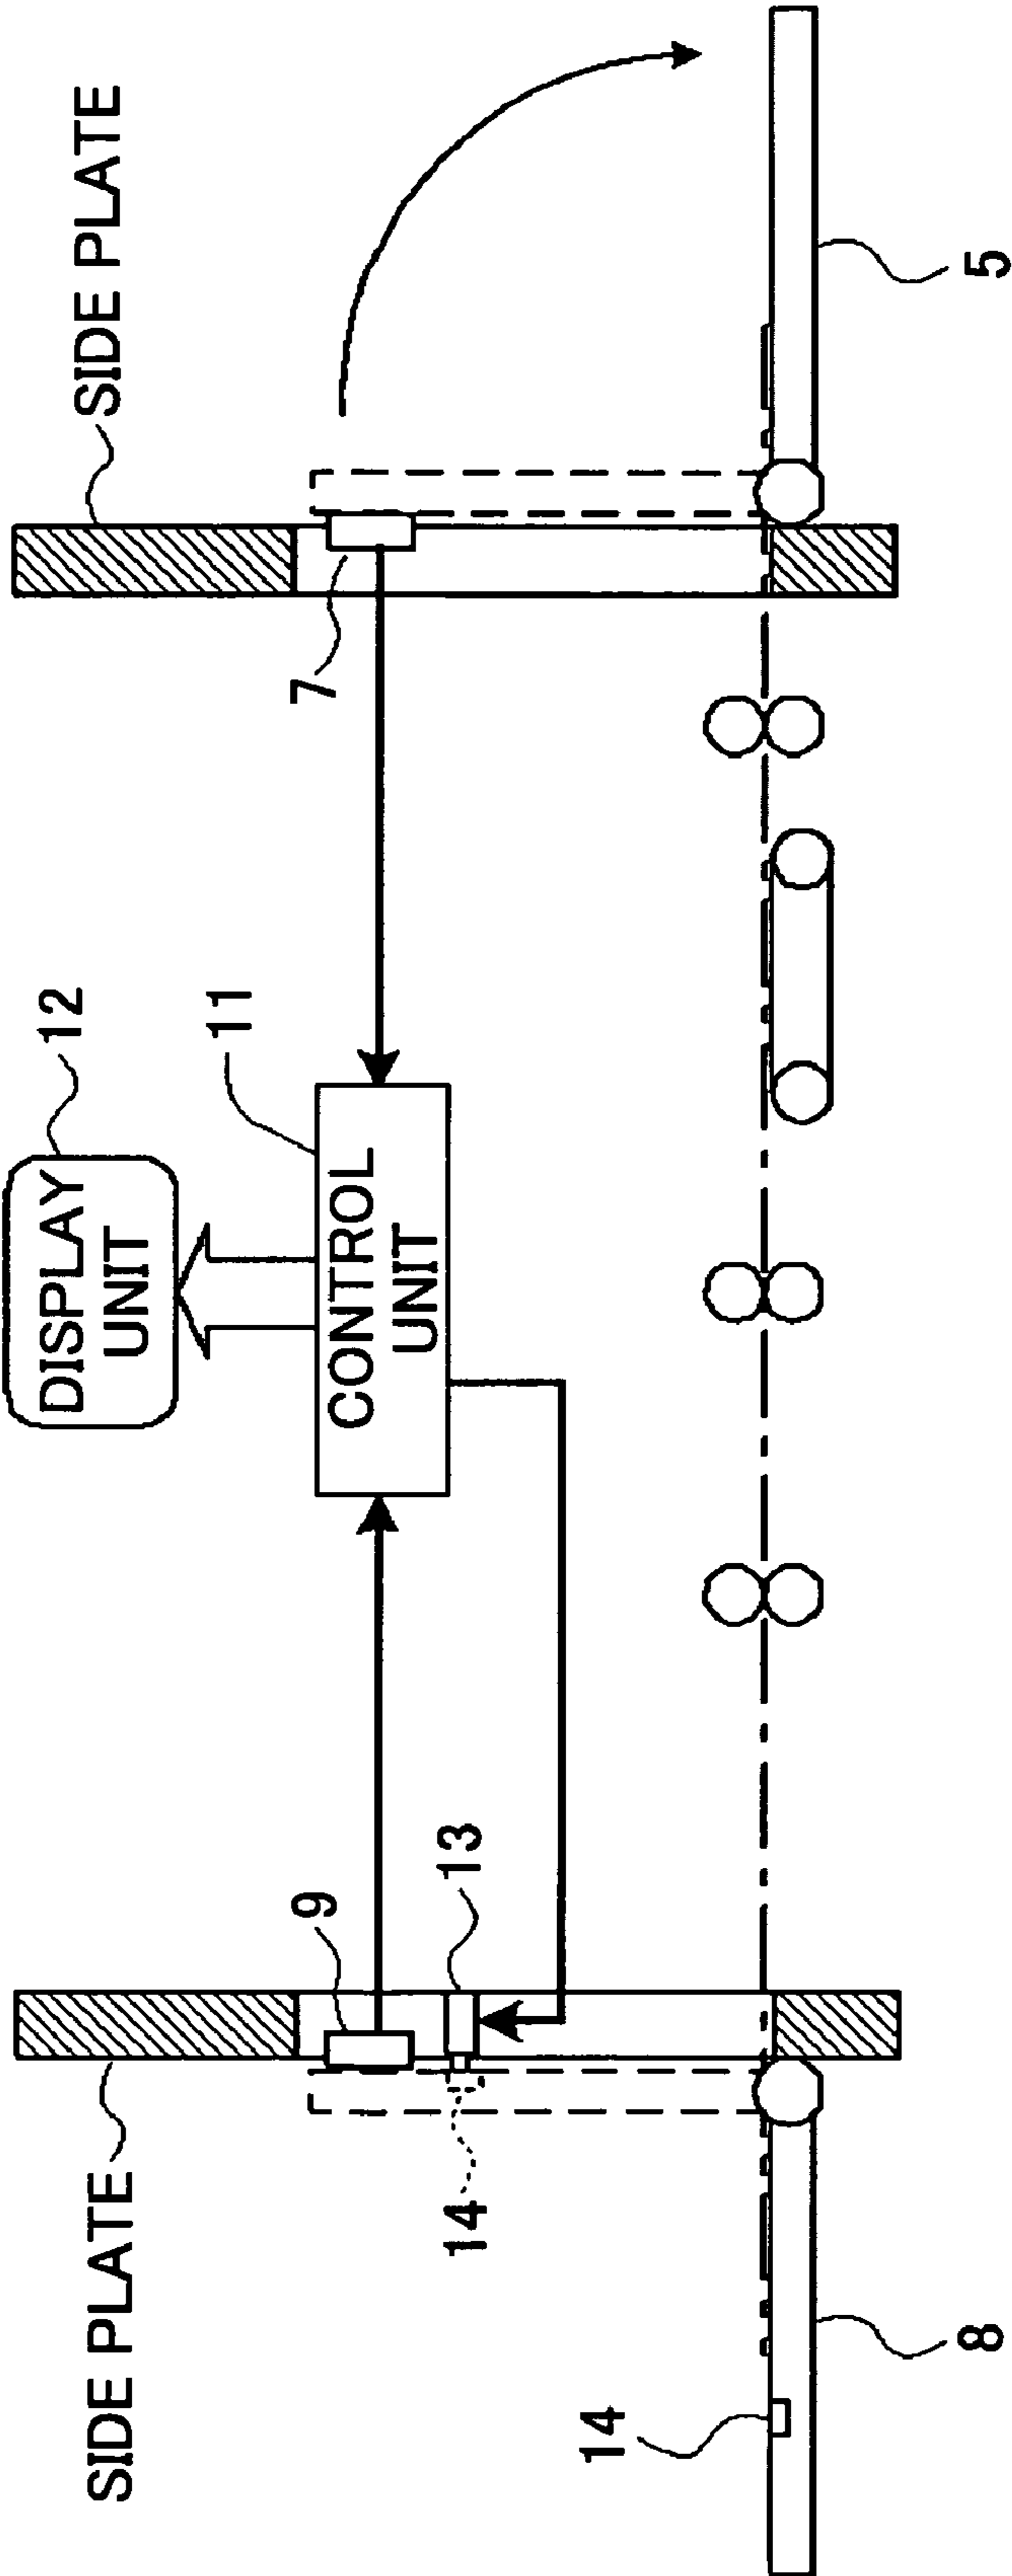 DISPLAY
UNIT
12
CONTROL
UNIT
11
SIDE PLATE
SIDE PLATE
9
13
14
7
14
8
5